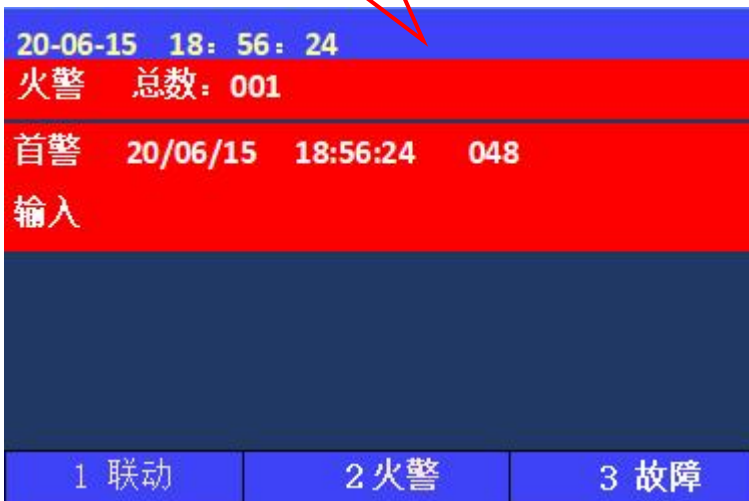 20-06-15 18：56：24
火警 总数：001
首警 20/06/15 18:56:24 048
输入
1 联动 2火警 3 故障